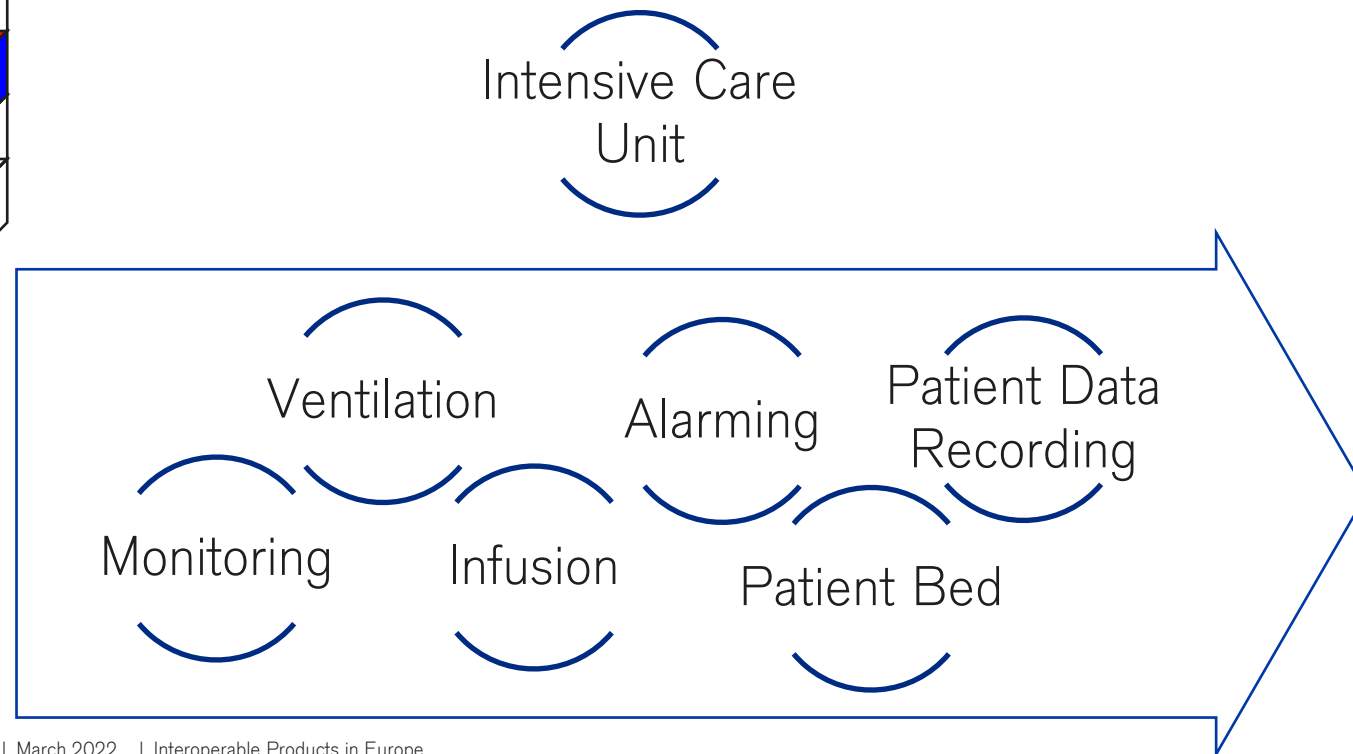 Intensive Care
Unit
Ventilation
Alarming
Patient Data
Recording
Monitoring
Infusion
Patient Bed
| March 2022 | Interoperable Products in Europe